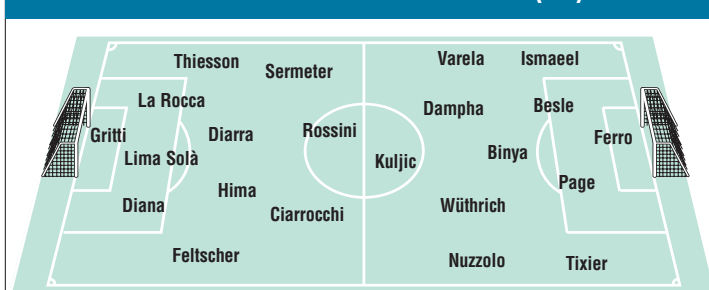 Thiesson
Sermeter
La Rocca
Gritti
Diarra
Rossini
Lima Solà
Hima
Diana
Ciarrocchi
Feltscher
Varela
Ismaeel
Dampha
Besle
Ferro
Binya
Kuljic
Page
Wüthrich
Nuzzolo
Tixier